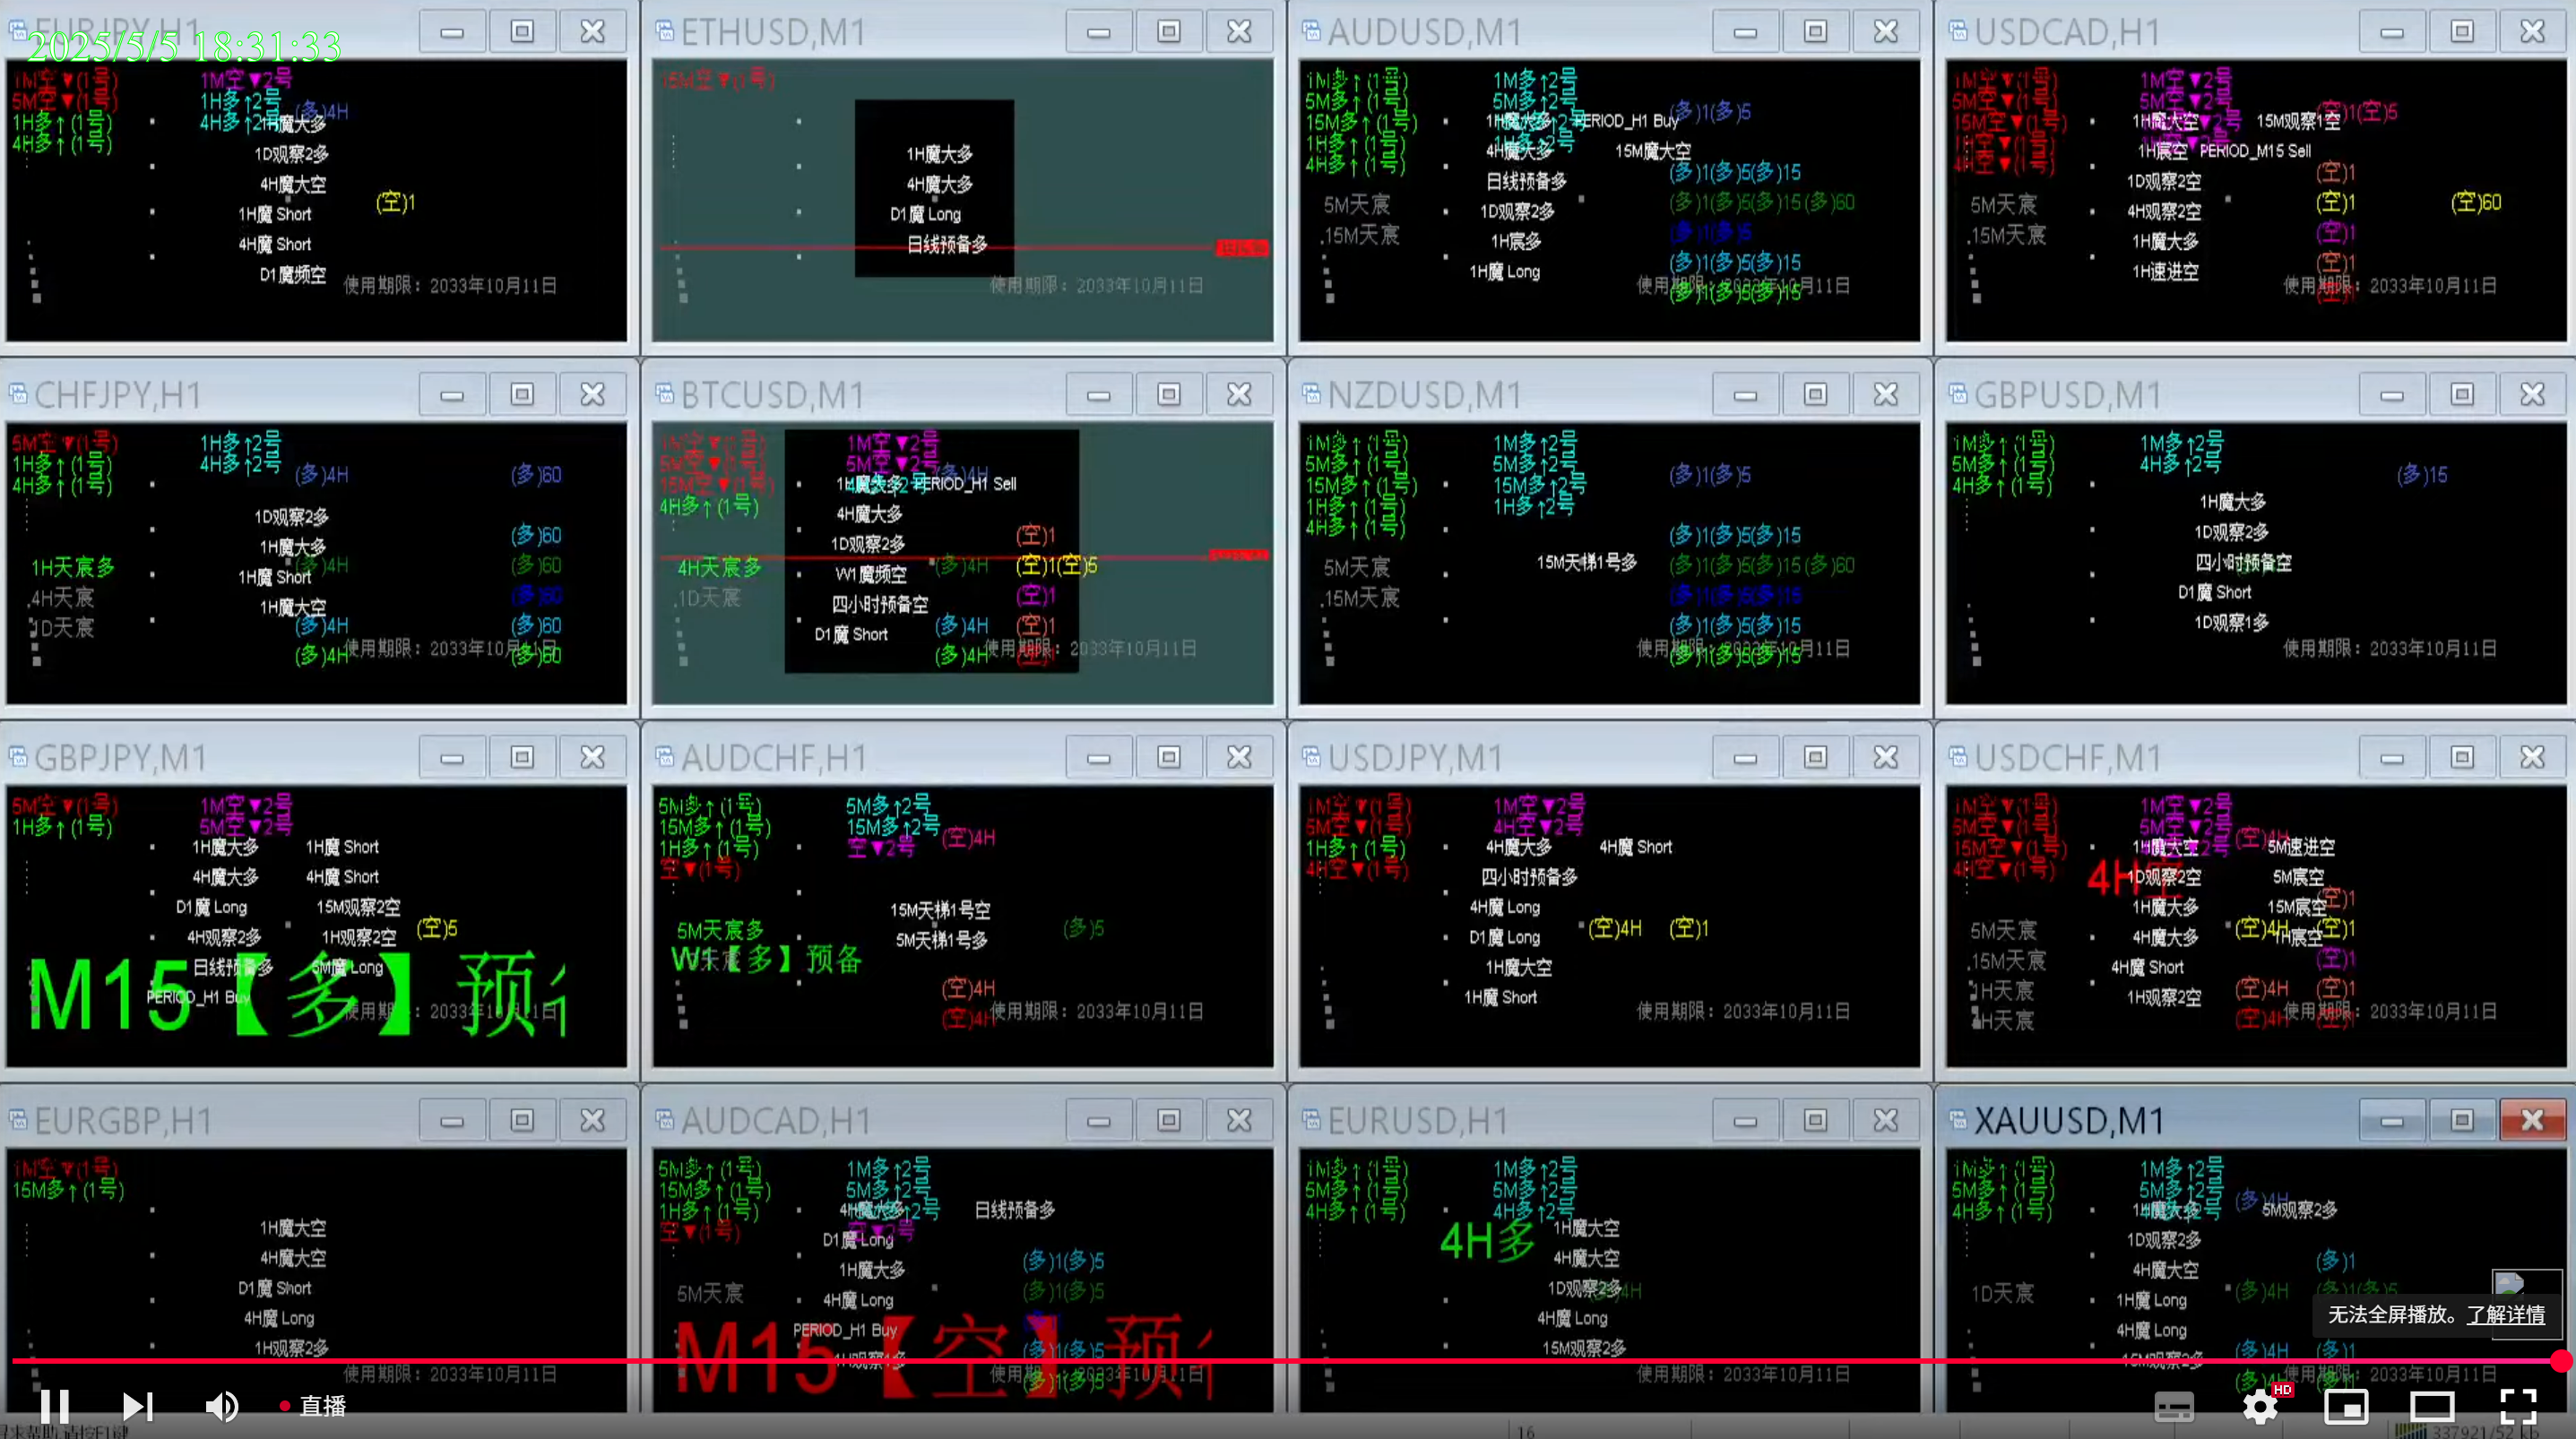 EURJPY,H1
2025/5/5 18:31:33
1M空▼(1号) 1M空▼2号
5M空▼(1号) 1H多↑2号 (多)4H
1H多↑(1号) 4H多↑2号 1H魔大多
4H多↑(1号)
1D观察2多
4H魔大空
(空)1
1H魔 Short
4H魔 Short
D1魔频空
使用期限：2033年10月11日
ETHUSD,M1
15M空▼(1号)
1H魔大多
4H魔大多
D1魔 Long
日线预备多
使用期限：2033年10月11日
AUDUSD,M1
1M多↑(1号) 1M多↑2号
5M多↑(1号) 5M多↑2号 (多)1(多)5
15M多↑(1号) 1H魔大多 PERIOD_H1 Buy
1H多↑(1号) 4H魔大多 15M魔大空
4H多↑(1号)
(多)1(多)5(多)15
日线预备多
5M天宸 1D观察2多 (多)1(多)5(多)15(多)60
.15M天宸 1H宸多 (多)1(多)5
1H魔 Long (多)1(多)5(多)15
使用期限：2033年10月11日
(多)1(多)5(多)15
USDCAD,H1
1M空▼(1号) 1M空▼2号
5M空▼(1号) 5M空▼2号 (空)1(空)5
15M空▼(1号) 1H魔大空 15M观察1空
1H宸空 PERIOD_M15 Sell
4H空▼(1号) (空)1
1D观察2空
5M天宸 4H观察2空 (空)1 (空)60
.15M天宸 1H魔大多 (空)1
1H速进空 (空)1
使用期限：2033年10月11日
CHFJPY,H1
5M空▼(1号) 1H多↑2号
1H多↑(1号) 4H多↑2号
4H多↑(1号) (多)4H (多)60
1D观察2多 (多)60
1H魔大多
1H天宸多 (多)4H (多)60
1H魔 Short
.4H天宸 (多)60
1H魔大空
1D天宸 (多)4H (多)60
使用期限：2033年10月11日
(多)4H (多)60
BTCUSD,M1
1M空▼(1号) 1M空▼2号
5M空▼(1号) 5M空▼2号 (多)4H
15M空▼(1号) 1H魔大多 PERIOD_H1 Sell
4H多↑(1号) 4H魔大多
1D观察2多 (空)1
4H天宸多 W1魔频空 (多)4H (空)1(空)5
.1D天宸 四小时预备空 (空)1
D1魔 Short (多)4H (空)1
使用期限：2033年10月11日
(多)4H
NZDUSD,M1
1M多↑(1号) 1M多↑2号
5M多↑(1号) 5M多↑2号
15M多↑(1号) 15M多↑2号 (多)1(多)5
1H多↑(1号) 1H多↑2号
4H多↑(1号) (多)1(多)5(多)15
5M天宸 15M天梯1号多 (多)1(多)5(多)15(多)60
.15M天宸 (多)1(多)5(多)15
(多)1(多)5(多)15
使用期限：2033年10月11日
(多)1(多)5(多)15
GBPUSD,M1
1M多↑(1号) 1M多↑2号
5M多↑(1号) 4H多↑2号
4H多↑(1号) (多)15
1H魔大多
1D观察2多
四小时预备空
D1魔 Short
1D观察1多
使用期限：2033年10月11日
GBPJPY,M1
5M空▼(1号) 1M空▼2号
1H多↑(1号) 5M空▼2号
1H魔大多 1H魔 Short
4H魔大多 4H魔 Short
D1魔 Long 15M观察2空
4H观察2多 1H观察2空 (空)5
日线预备多 5M魔 Long
PERIOD_H1 Buy
M15【多】预
使用期限：2033年10月11日
AUDCHF,H1
5M多↑(1号) 5M多↑2号
15M多↑(1号) 15M多↑2号
1H多↑(1号) 空▼2号 (空)4H
空▼(1号)
15M天梯1号空
5M天宸多 5M天梯1号多 (多)5
W1【多】预备
(空)4H
使用期限：2033年10月11日
(空)4H
USDJPY,M1
1M空▼(1号) 1M空▼2号
5M空▼(1号) 4H空▼2号
1H多↑(1号) 4H魔大多 4H魔 Short
4H空▼(1号) 四小时预备多
4H魔 Long
D1魔 Long (空)4H (空)1
1H魔大空
1H魔 Short
使用期限：2033年10月11日
USDCHF,M1
1M空▼(1号) 1M空▼2号
5M空▼(1号) 5M空▼2号 (空)4H
15M空▼(1号) 1H魔大空 5M速进空
4H空▼(1号) 4H空 1D观察2空 5M宸空
(空)1
1H魔大多 15M宸空
5M天宸 4H魔大多 (空)4H 1H宸空 (空)1
.15M天宸 4H魔 Short (空)1
1H天宸 1H观察2空 (空)4H (空)1
4H天宸 (空)4H
使用期限：2033年10月11日
EURGBP,H1
1M空▼(1号)
15M多↑(1号)
1H魔大空
4H魔大空
D1魔 Short
4H魔 Long
1H观察2多
使用期限：2033年10月11日
AUDCAD,H1
5M多↑(1号) 1M多↑2号
15M多↑(1号) 5M多↑2号
1H多↑(1号) 4H魔大多 日线预备多
空▼(1号) 空▼2号
D1魔 Long
1H魔大多 (多)1(多)5
5M天宸 4H魔 Long (多)1(多)5
PERIOD_H1 Buy
M15【空】预
(多)1(多)5
使用期限：2033年10月11日
(多)1(多)5
EURUSD,H1
1M多↑(1号) 1M多↑2号
5M多↑(1号) 5M多↑2号
4H多↑(1号) 4H多↑2号
4H多 1H魔大空
4H魔大空
1D观察2多
4H魔 Long
15M观察2多
使用期限：2033年10月11日
XAUUSD,M1
1M多↑(1号) 1M多↑2号
5M多↑(1号) 5M多↑2号
4H多↑(1号) 1H魔大多 (多)4H 5M观察2多
1D观察2多
4H魔大空 (多)1
1D天宸 1H魔 Long (多)4H (多)1(多)5
4H魔 Long
15M观察2多 (多)4H (多)1
使用期限：2033年10月11日
无法全屏播放。了解详情
直播
HD
16
337921/52 kb